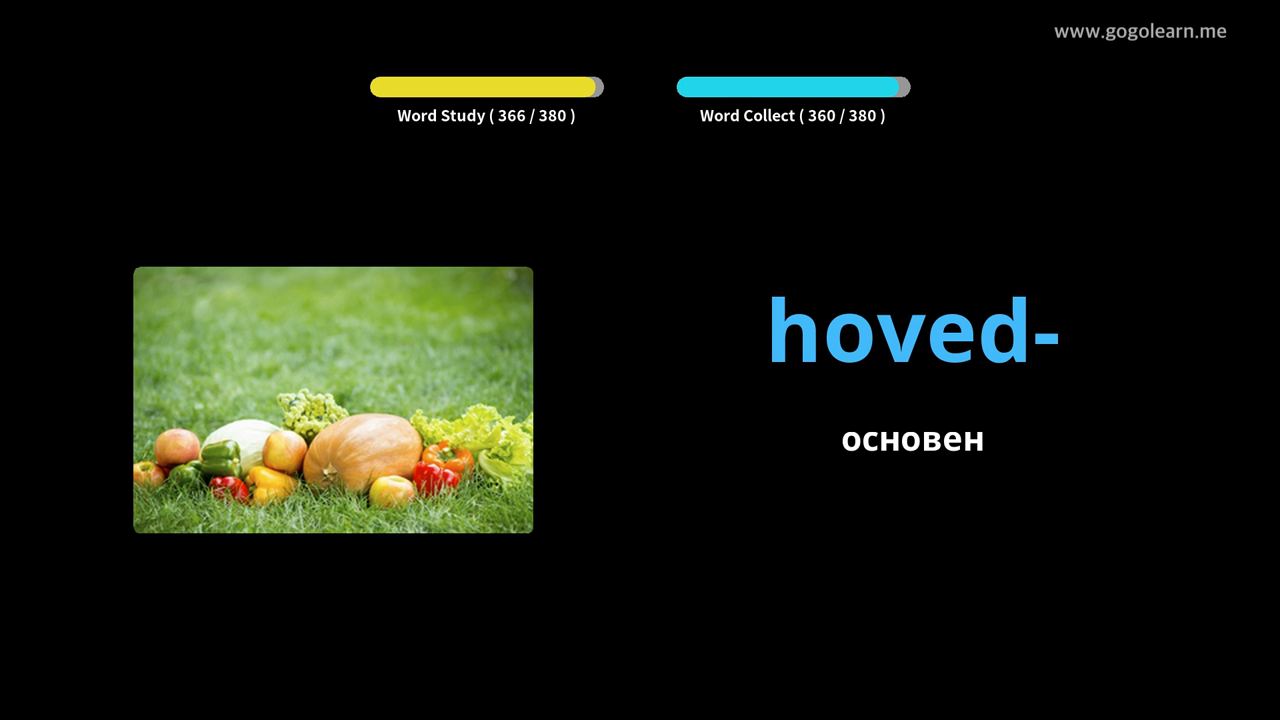 www.gogolearn.me
Word Study ( 366 / 380 )
Word Collect ( 360 / 380 )
hoved-
основен